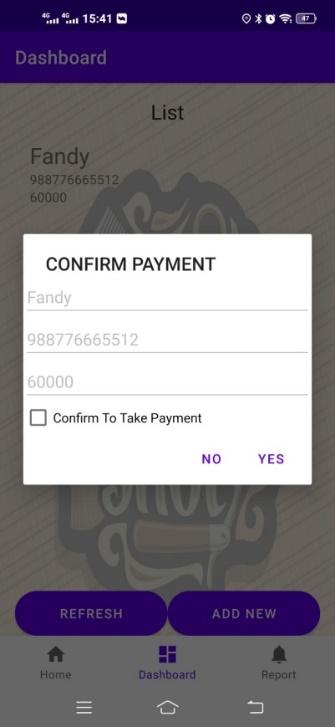 4G 4G 15:41 47
Dashboard
List
Fandy
988776665512
60000
CONFIRM PAYMENT
Fandy
988776665512
60000
Confirm To Take Payment
NO YES
REFRESH ADD NEW
Home Dashboard Report